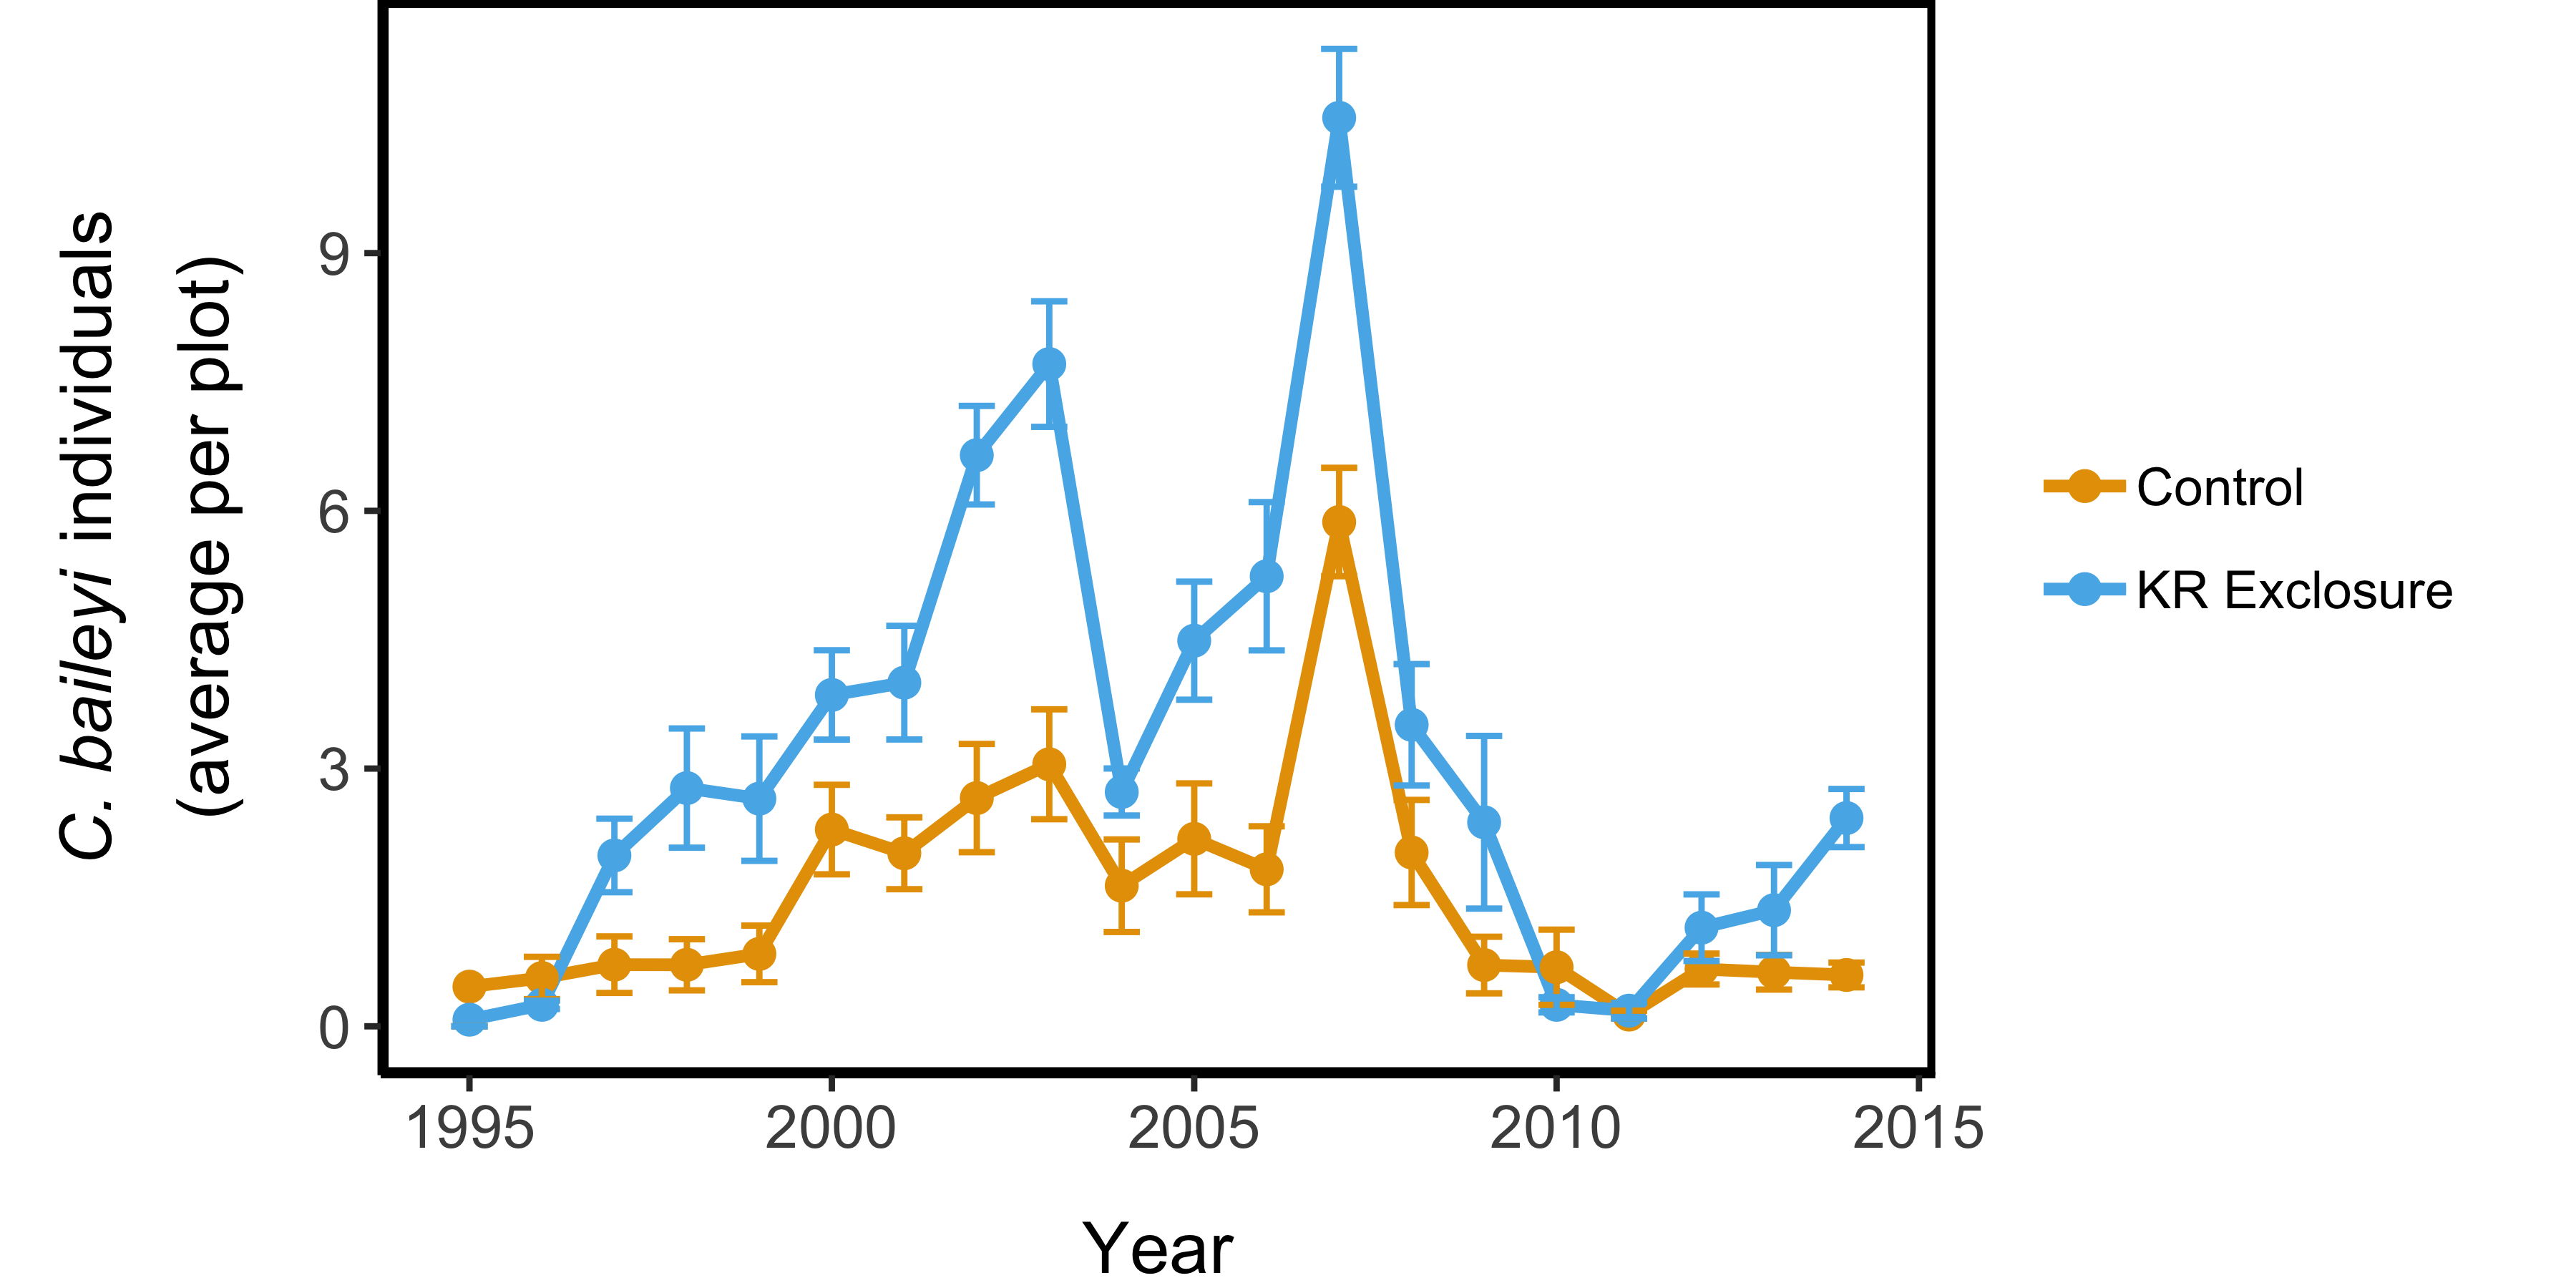 C. baileyi individuals
(average per plot)
9
6
3
0
1995 2000 2005 2010 2015
Year
Control
KR Exclosure